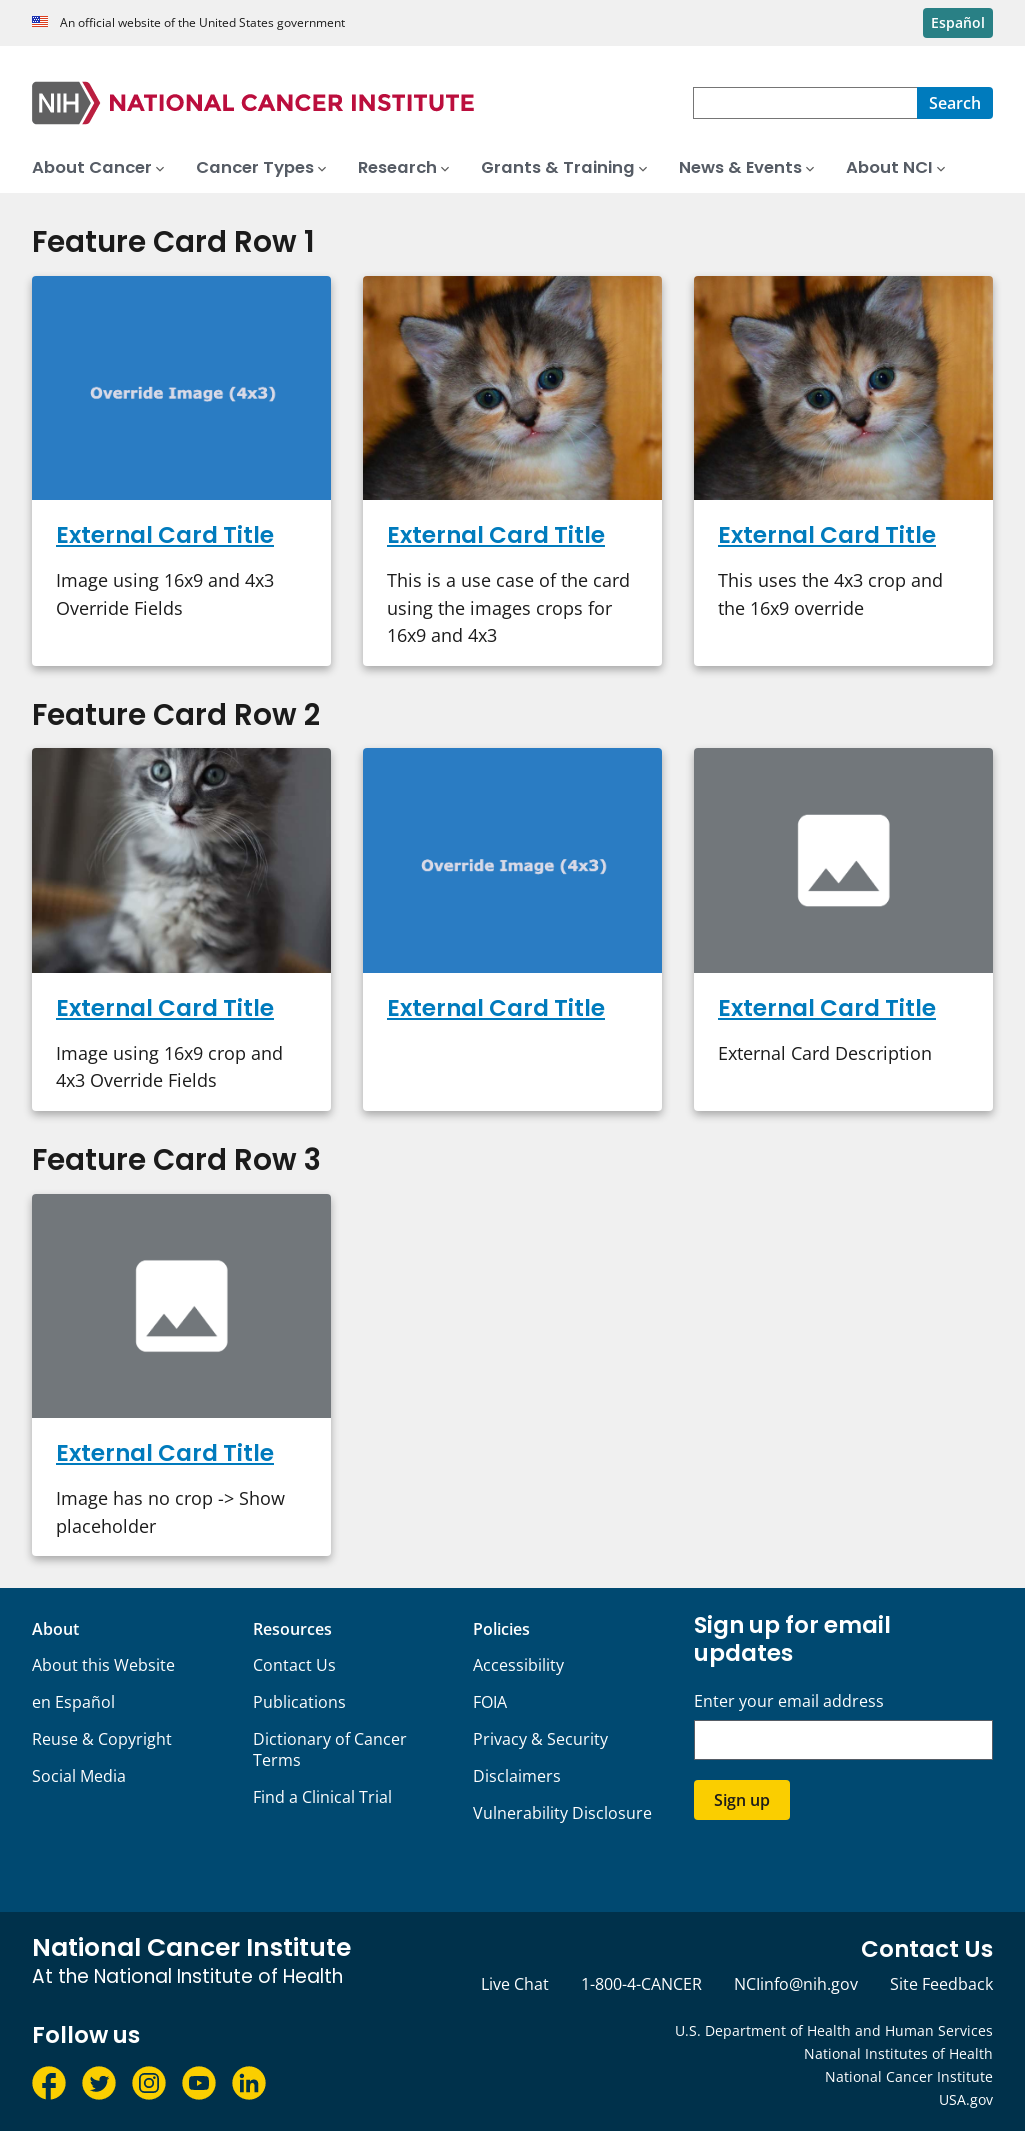 An official website of the United States government
Español
NIH NATIONAL CANCER INSTITUTE
Search
About Cancer
Cancer Types
Research
Grants & Training
News & Events
About NCI
Feature Card Row 1
Override Image (4x3)
External Card Title
Image using 16x9 and 4x3
Override Fields
External Card Title
This is a use case of the card
using the images crops for
16x9 and 4x3
External Card Title
This uses the 4x3 crop and
the 16x9 override
Feature Card Row 2
External Card Title
Image using 16x9 crop and
4x3 Override Fields
Override Image (4x3)
External Card Title
External Card Title
External Card Description
Feature Card Row 3
External Card Title
Image has no crop -> Show
placeholder
About
About this Website
en Español
Reuse & Copyright
Social Media
Resources
Contact Us
Publications
Dictionary of Cancer
Terms
Find a Clinical Trial
Policies
Accessibility
FOIA
Privacy & Security
Disclaimers
Vulnerability Disclosure
Sign up for email
updates
Enter your email address
Sign up
National Cancer Institute
At the National Institute of Health
Follow us
Contact Us
Live Chat
1-800-4-CANCER
NCIinfo@nih.gov
Site Feedback
U.S. Department of Health and Human Services
National Institutes of Health
National Cancer Institute
USA.gov